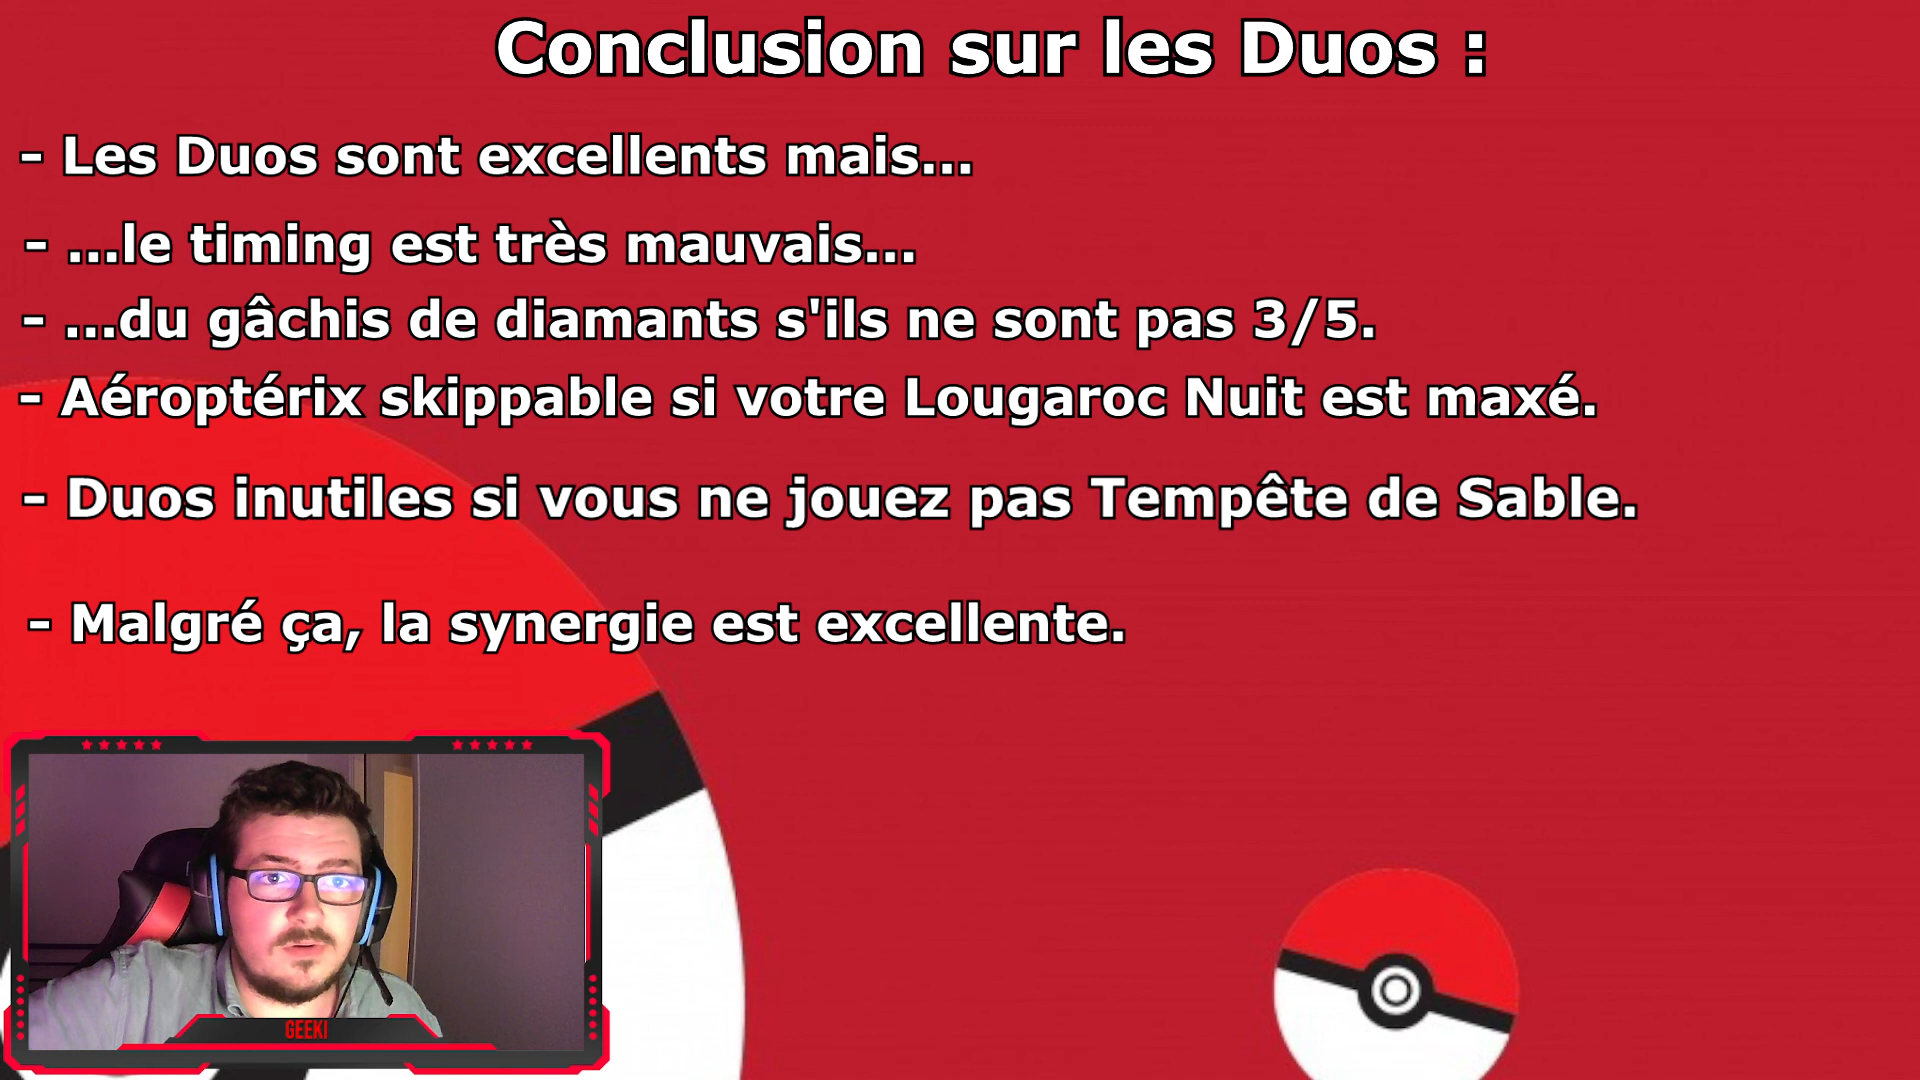 Conclusion sur les Duos :
- Les Duos sont excellents mais...
- ...le timing est très mauvais...
- ...du gâchis de diamants s'ils ne sont pas 3/5.
- Aéroptérix skippable si votre Lougaroc Nuit est maxé.
- Duos inutiles si vous ne jouez pas Tempête de Sable.
- Malgré ça, la synergie est excellente.
GEEKI